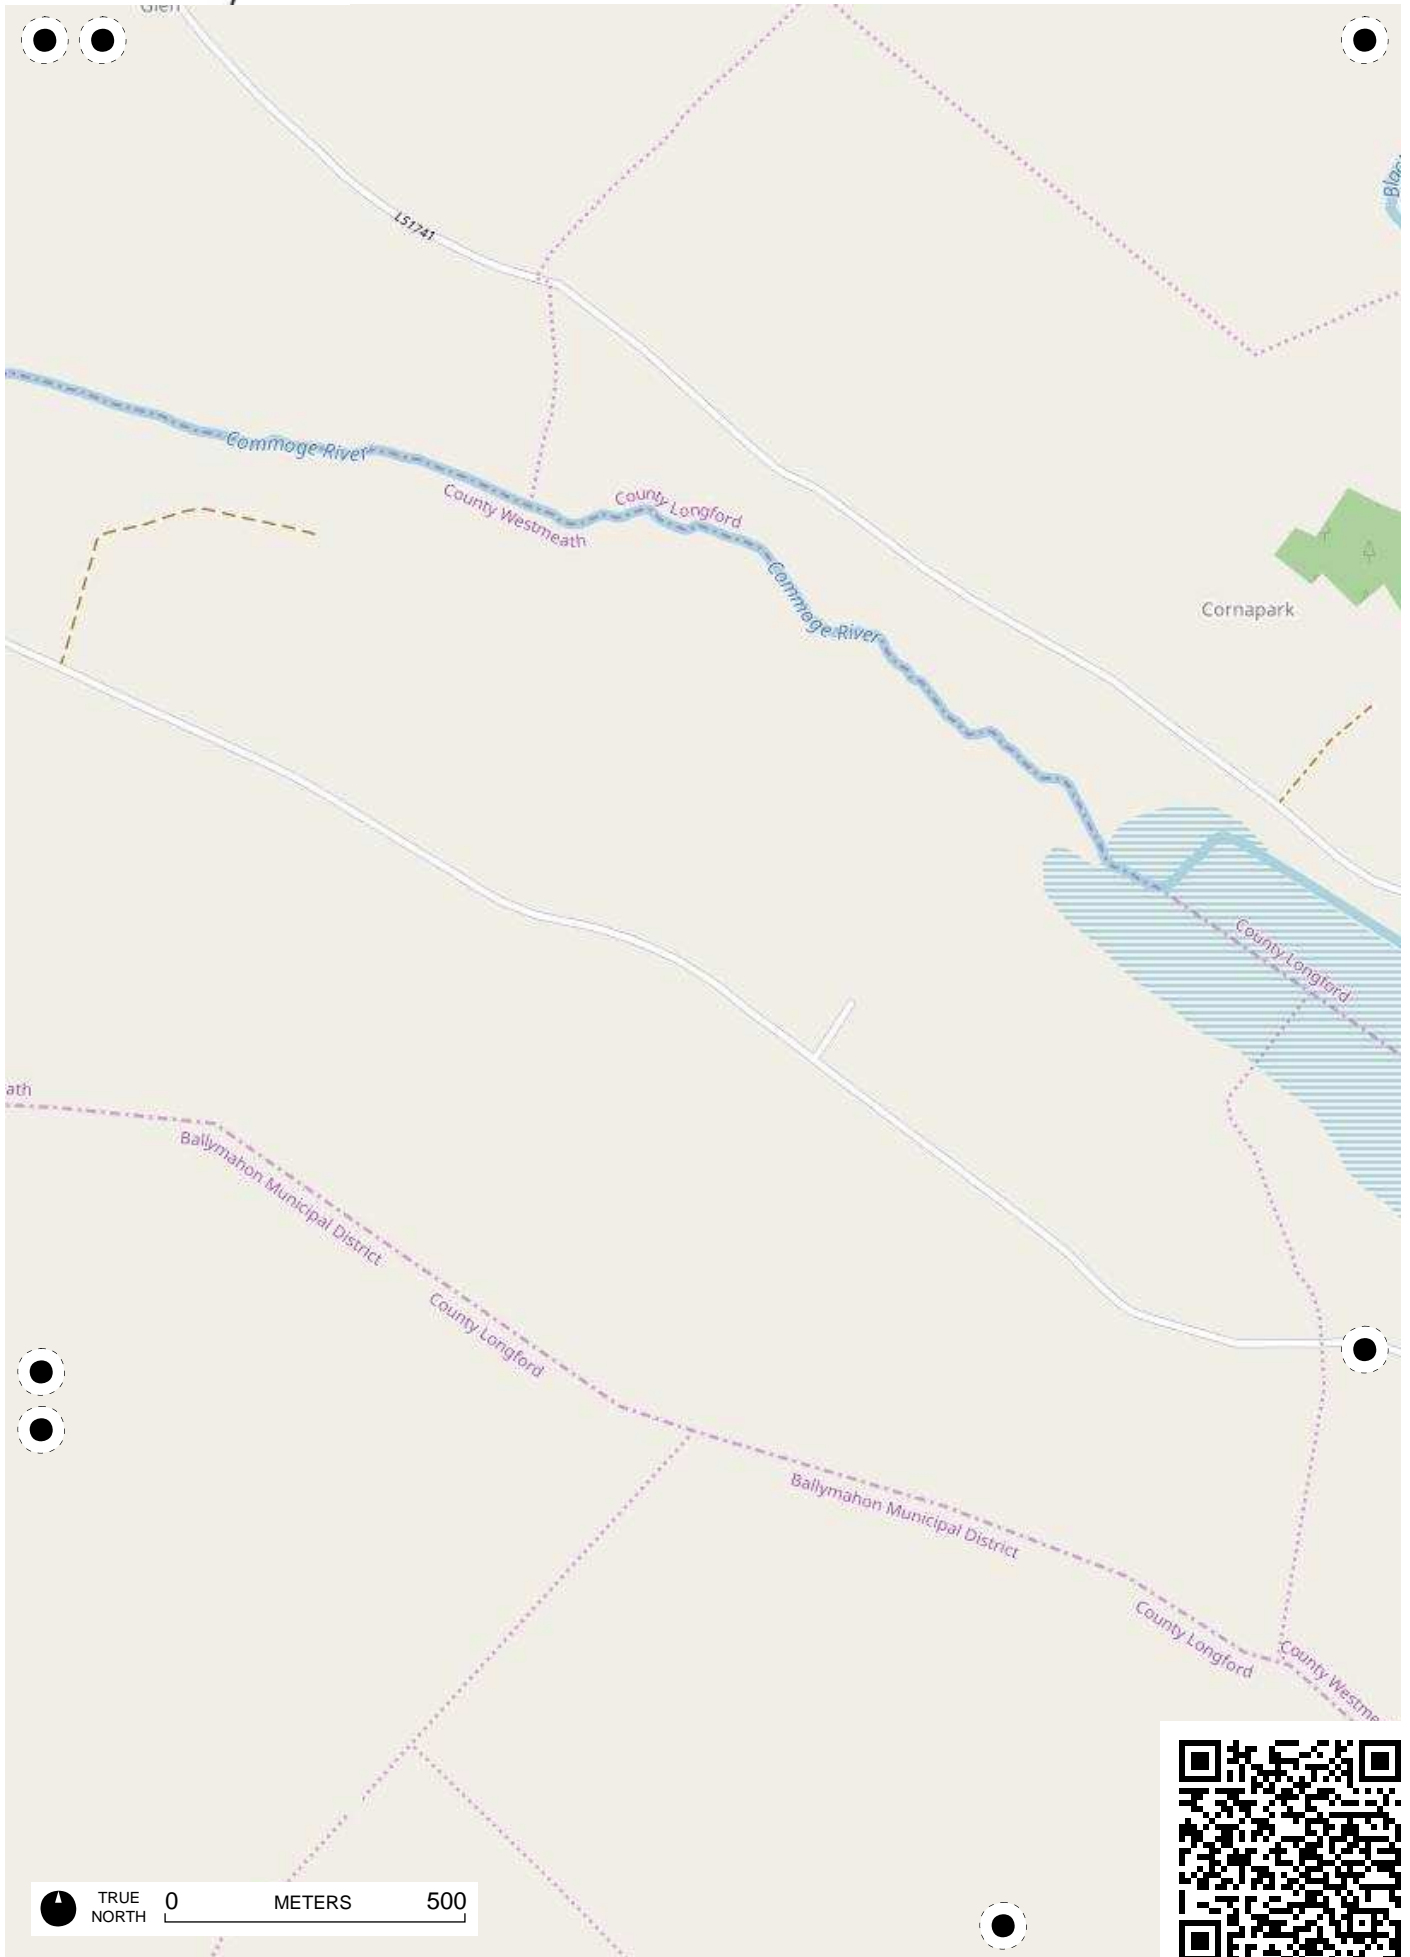 Glen
L51741
Commoge River
County Westmeath
County Longford
Commoge River
Cornapark
County Longford
ath
Ballymahon Municipal District
County Longford
Ballymahon Municipal District
County Longford
County Westme
TRUE
NORTH
0 METERS 500